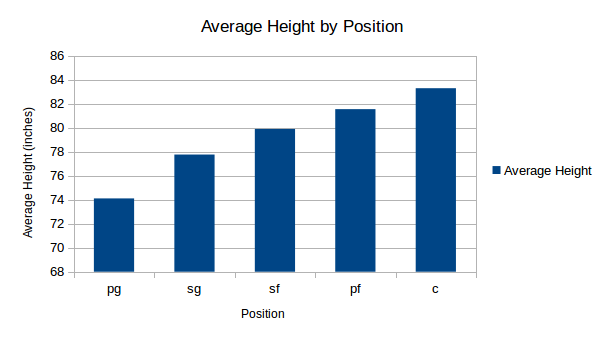 Average Height by Position
Average Height (inches)
86
84
82
80
78
76
74
72
70
68
pg sg sf pf c
Position
Average Height